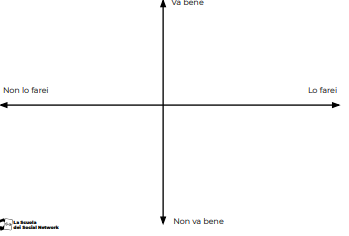 Va bene
Non lo farei
Lo farei
Non va bene
La Scuola
dei Social Network